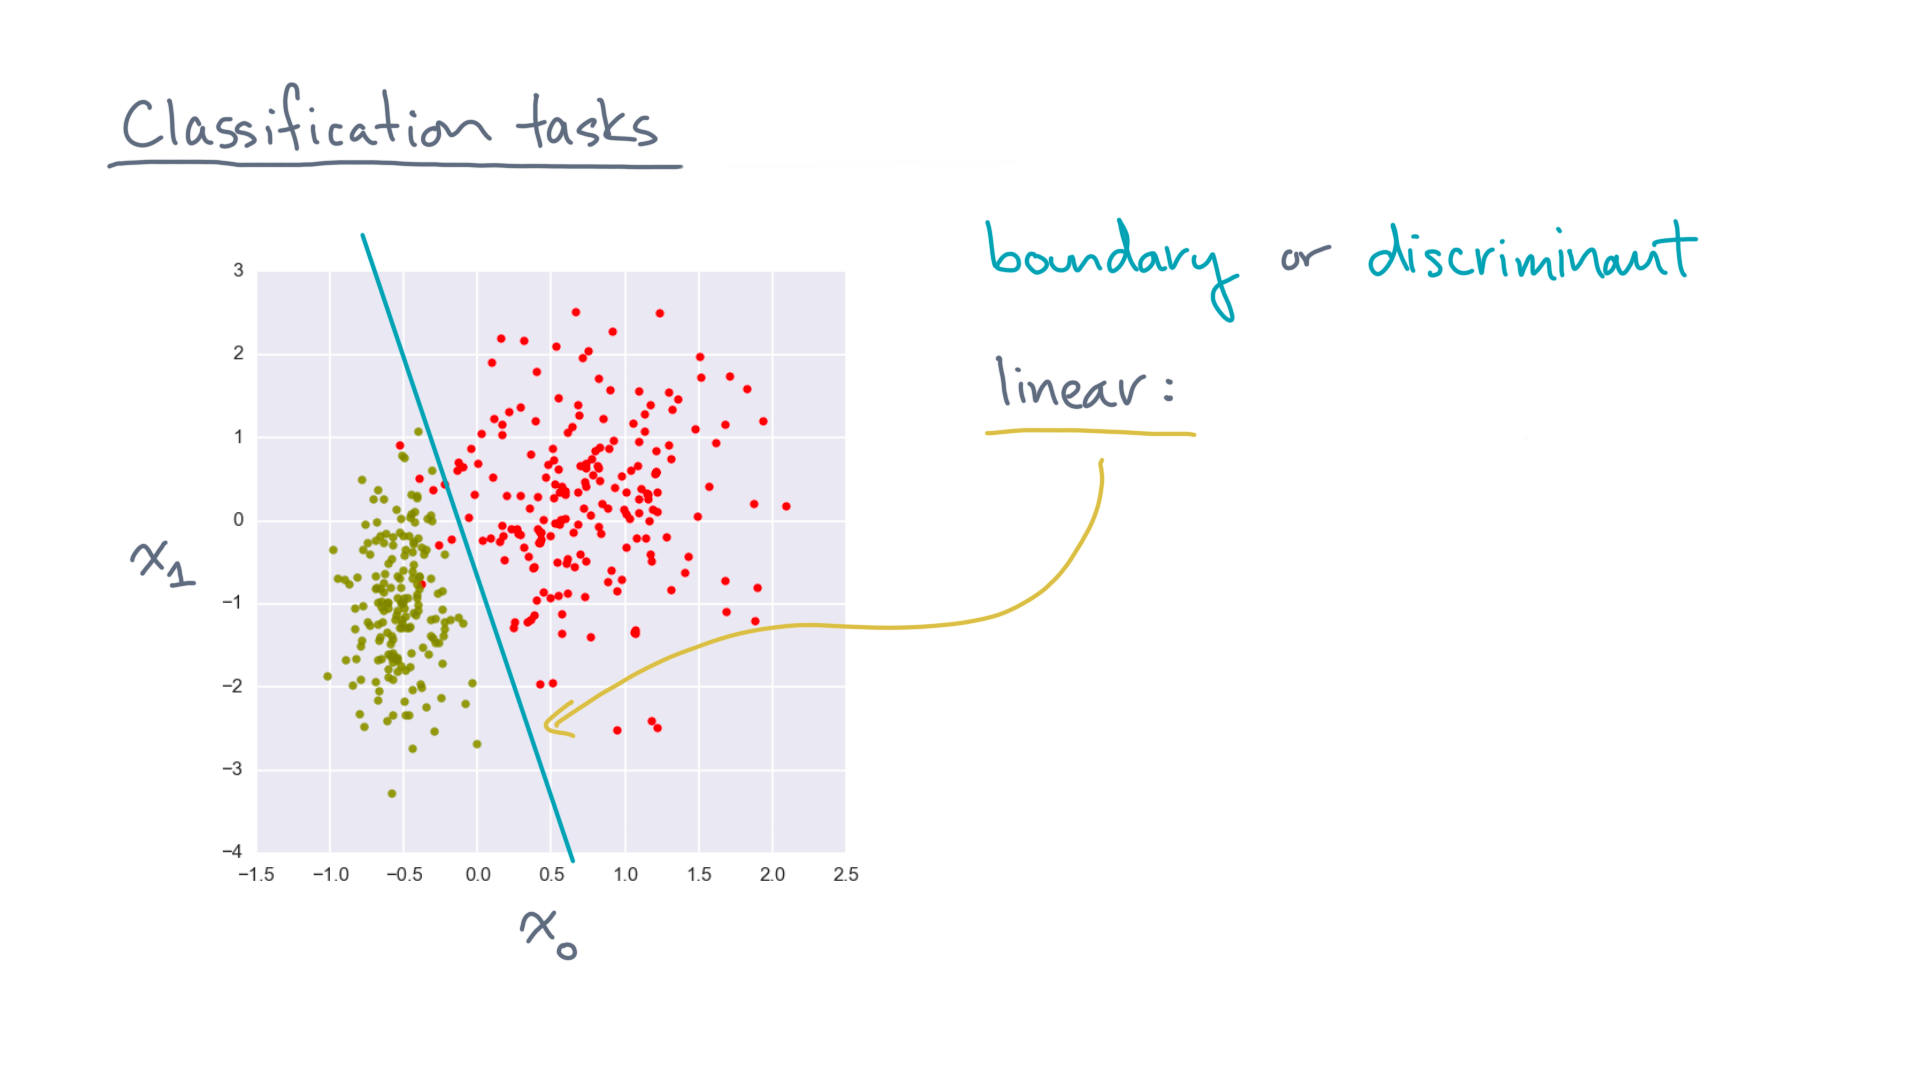 Classification tasks
boundary or discriminant
linear:
3
2
1
0
−1
−2
−3
−4
x₁
−1.5 −1.0 −0.5 0.0 0.5 1.0 1.5 2.0 2.5
x₀